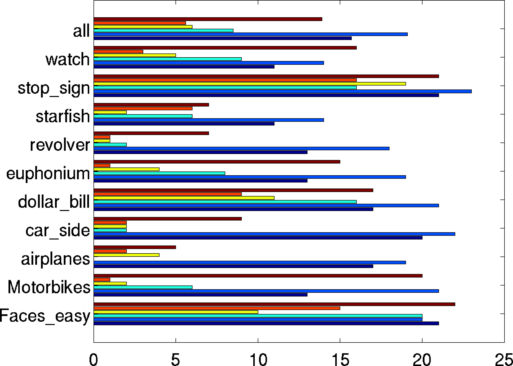 all
watch
stop_sign
starfish
revolver
euphonium
dollar_bill
car_side
airplanes
Motorbikes
Faces_easy
0 5 10 15 20 25